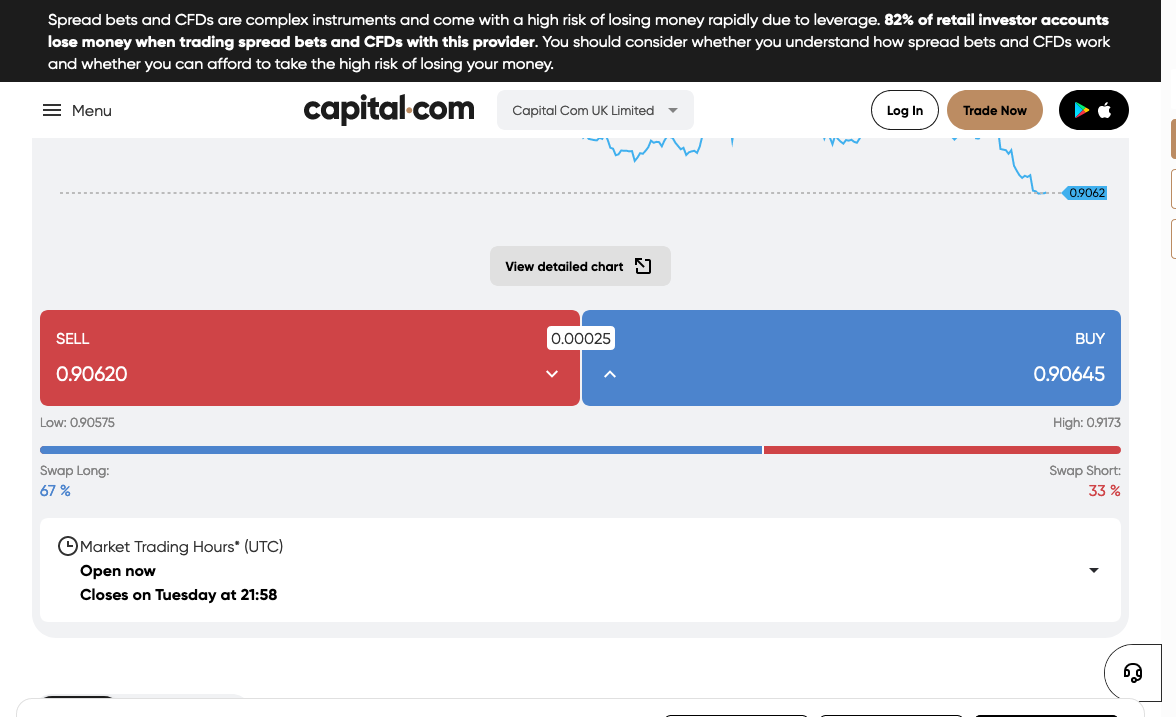 Spread bets and CFDs are complex instruments and come with a high risk of losing money rapidly due to leverage. 82% of retail investor accounts
lose money when trading spread bets and CFDs with this provider. You should consider whether you understand how spread bets and CFDs work
and whether you can afford to take the high risk of losing your money.
Menu
capital.com
Capital Com UK Limited
Log In
Trade Now
0.9062
View detailed chart
SELL
0.00025
BUY
0.90620
0.90645
Low: 0.90575
High: 0.9173
Swap Long:
Swap Short:
67 %
33 %
Market Trading Hours* (UTC)
Open now
Closes on Tuesday at 21:58